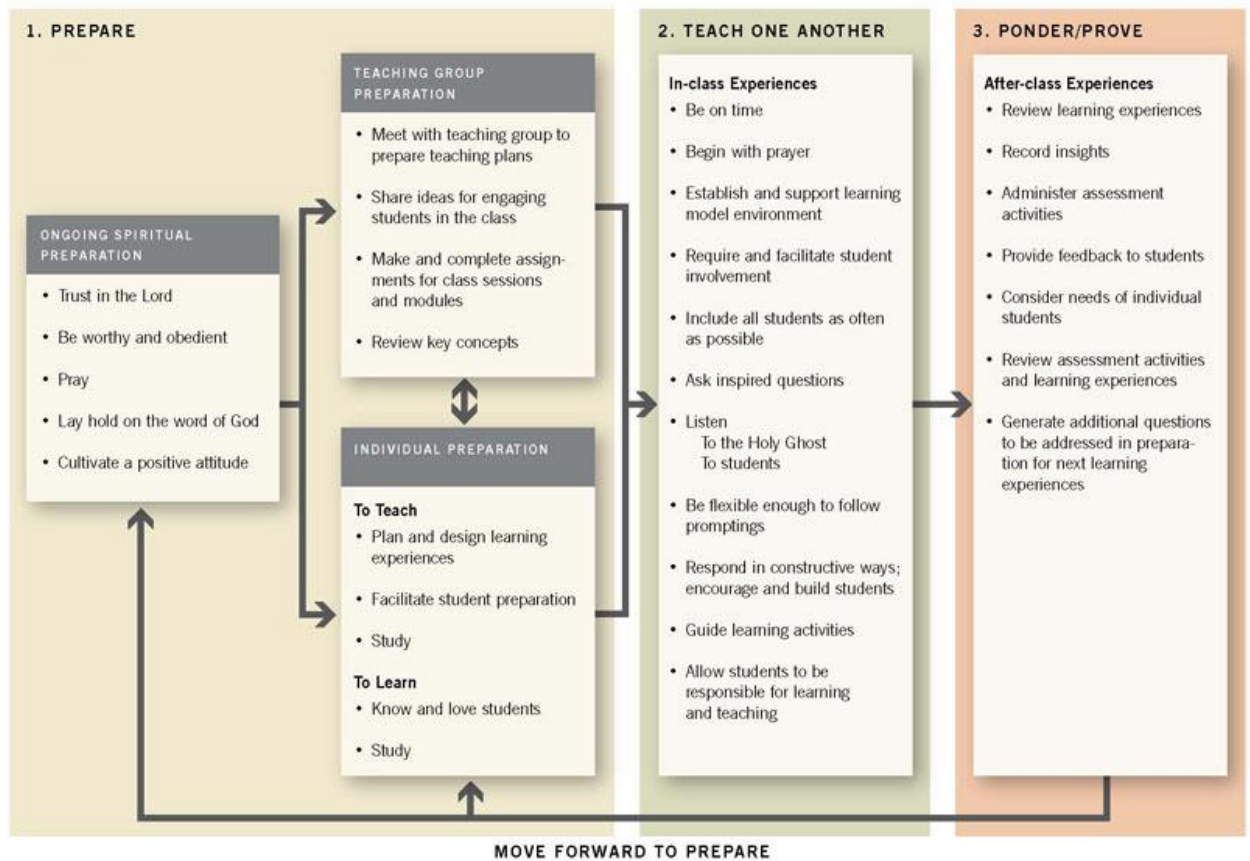 1. PREPARE
ONGOING SPIRITUAL
PREPARATION
• Trust in the Lord
• Be worthy and obedient
• Pray
• Lay hold on the word of God
• Cultivate a positive attitude
TEACHING GROUP
PREPARATION
• Meet with teaching group to
prepare teaching plans
• Share ideas for engaging
students in the class
• Make and complete assign-
ments for class sessions
and modules
• Review key concepts
INDIVIDUAL PREPARATION
To Teach
• Plan and design learning
experiences
• Facilitate student preparation
• Study
To Learn
• Know and love students
• Study
2. TEACH ONE ANOTHER
In-class Experiences
• Be on time
• Begin with prayer
• Establish and support learning
model environment
• Require and facilitate student
involvement
• Include all students as often
as possible
• Ask inspired questions
• Listen
To the Holy Ghost
To students
• Be flexible enough to follow
promptings
• Respond in constructive ways;
encourage and build students
• Guide learning activities
• Allow students to be
responsible for learning
and teaching
3. PONDER/PROVE
After-class Experiences
• Review learning experiences
• Record insights
• Administer assessment
activities
• Provide feedback to students
• Consider needs of individual
students
• Review assessment activities
and learning experiences
• Generate additional questions
to be addressed in prepara-
tion for next learning
experiences
MOVE FORWARD TO PREPARE